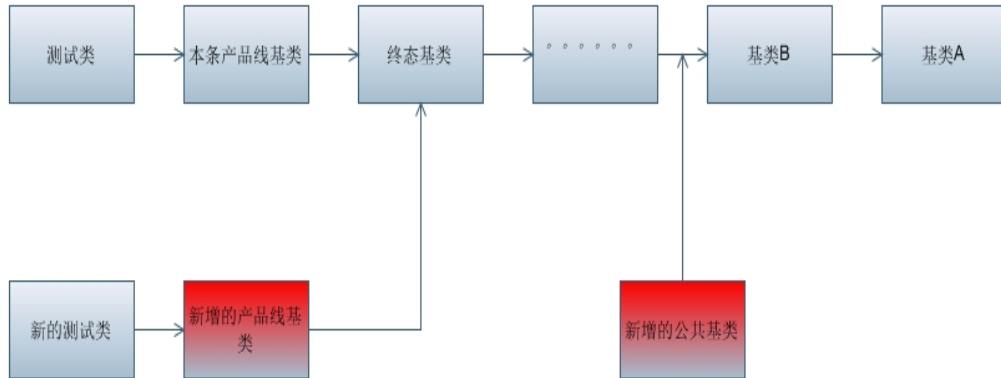 测试类
本条产品线基类
终态基类
。。。。。。
基类B
基类A
新的测试类
新增的产品线基
类
新增的公共基类